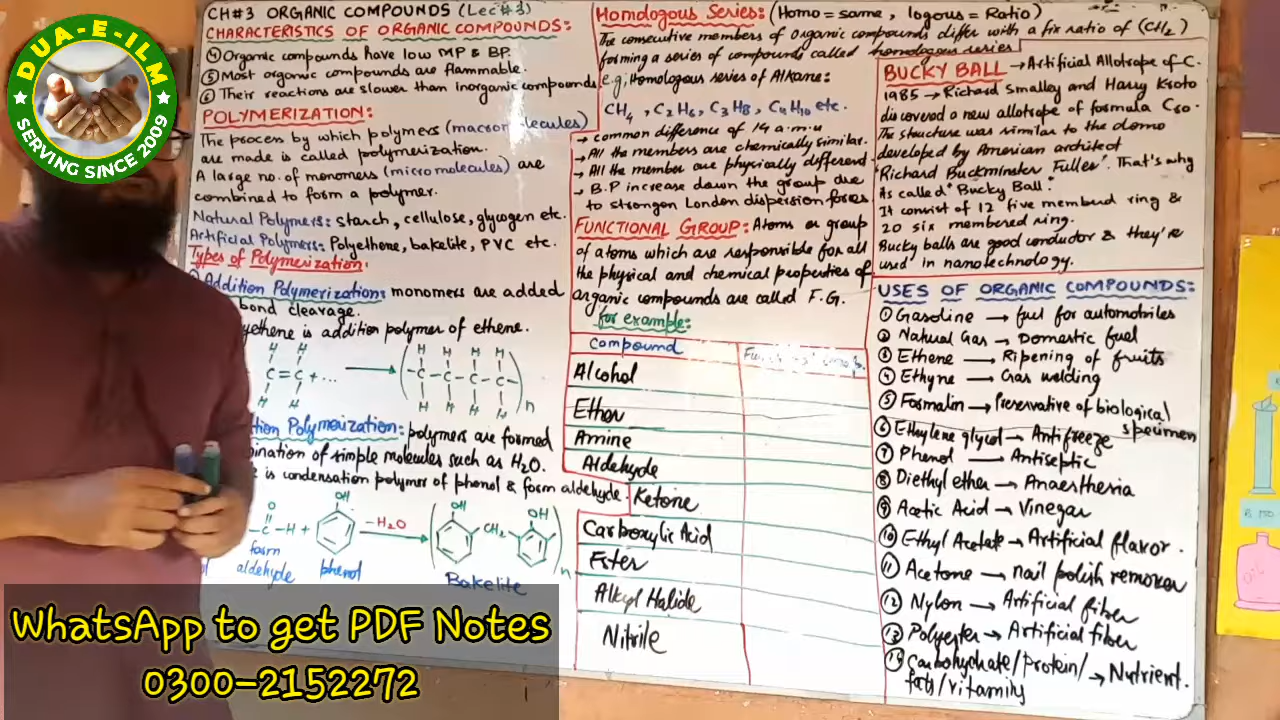 DUA-E-ILM
SERVING SINCE 2009
CH#3 ORGANIC COMPOUNDS (Lec#3)
CHARACTERISTICS OF ORGANIC COMPOUNDS:
④ Organic compounds have low MP & BP.
⑤ Most organic compounds are flammable.
⑥ Their reactions are slower than inorganic compounds.
POLYMERIZATION:
The process by which polymers (macromolecules)
are made is called polymerization.
A large no. of monomers (micromolecules) are
combined to form a polymer.
Natural Polymers: starch, cellulose, glycogen etc.
Artificial Polymers: Polyethene, bakelite, PVC etc.
Types of Polymerization:
Addition Polymerization: monomers are added
bond cleavage.
yethene is addition polymer of ethene.
H H
C=C + ...
H H
H H H H
-C-C-C-C-
H H H H
n
tion Polymerization: polymers are formed
ination of simple molecules such as H₂O.
is condensation polymer of phenol & formaldehyde.
O
C-H +
form
aldehyde
OH
phenol
-H₂O
OH
CH₂
OH
n
Bakelite
Homologous Series: (Homo = same, logous = Ratio)
The consecutive members of organic compounds differ with a fix ratio of (CH₂)
forming a series of compounds called homologous series
e.g; Homologous series of Alkane:
CH₄, C₂H₆, C₃H₈, C₄H₁₀ etc.
→ common difference of 14 a.m.u
→ All the members are chemically similar.
→ All the member are physically different.
→ B.P increase down the group due
to stronger London dispersion forces.
FUNCTIONAL GROUP: Atoms or group
of atoms which are responsible for all
the physical and chemical properties of
organic compounds are called F.G.
for example:
Compound
Alcohol
Ether
Amine
Aldehyde
Ketone
Carboxylic Acid
Ester
Alkyl Halide
Nitrile
BUCKY BALL → Artificial Allotrope of C.
1985 → Richard Smalley and Harry Kroto
discovered a new allotrope of formula C₆₀.
The structure was similar to the domo
developed by American architect
"Richard Buckminster Fuller". That's why
As called "Bucky Ball".
It consist of 12 five membered ring &
20 six membered ring.
Bucky balls are good conductor & they're
used in nanotechnology.
USES OF ORGANIC COMPOUNDS:
① Gasoline → fuel for automobiles
② Natural Gas → Domestic fuel
③ Ethene → Ripening of fruits
④ Ethyne → Gas welding
⑤ Formalin → Preservative of biological
specimen
⑥ Ethylene glycol → Antifreeze
⑦ Phenol → Antiseptic
⑧ Diethyl ether → Anaesthesia
⑨ Acetic Acid → Vinegar
⑩ Ethyl Acetate → Artificial flavor.
⑪ Acetone → nail polish remover
⑫ Nylon → Artificial fiber
⑬ Polyester → Artificial fiber
⑭ Carbohydrate/protein/ → Nutrient.
fats/vitamins
WhatsApp to get PDF Notes
0300-2152272